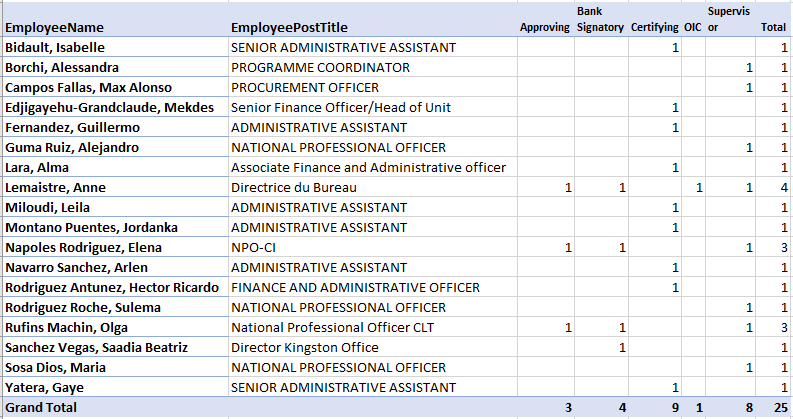 EmployeeName EmployeePostTitle Approving Bank Signatory Certifying OIC Supervis or Total
Bidault, Isabelle SENIOR ADMINISTRATIVE ASSISTANT 1 1
Borchi, Alessandra PROGRAMME COORDINATOR 1 1
Campos Fallas, Max Alonso PROCUREMENT OFFICER 1 1
Edjigayehu-Grandclaude, Mekdes Senior Finance Officer/Head of Unit 1 1
Fernandez, Guillermo ADMINISTRATIVE ASSISTANT 1 1
Guma Ruiz, Alejandro NATIONAL PROFESSIONAL OFFICER 1 1
Lara, Alma Associate Finance and Administrative officer 1 1
Lemaistre, Anne Directrice du Bureau 1 1 1 1 4
Miloudi, Leila ADMINISTRATIVE ASSISTANT 1 1
Montano Puentes, Jordanka ADMINISTRATIVE ASSISTANT 1 1
Napoles Rodriguez, Elena NPO-CI 1 1 1 3
Navarro Sanchez, Arlen ADMINISTRATIVE ASSISTANT 1 1
Rodriguez Antunez, Hector Ricardo FINANCE AND ADMINISTRATIVE OFFICER 1 1
Rodriguez Roche, Sulema NATIONAL PROFESSIONAL OFFICER 1 1
Rufins Machin, Olga National Professional Officer CLT 1 1 1 3
Sanchez Vegas, Saadia Beatriz Director Kingston Office 1 1
Sosa Dios, Maria NATIONAL PROFESSIONAL OFFICER 1 1
Yatera, Gaye SENIOR ADMINISTRATIVE ASSISTANT 1 1
Grand Total 3 4 9 1 8 25